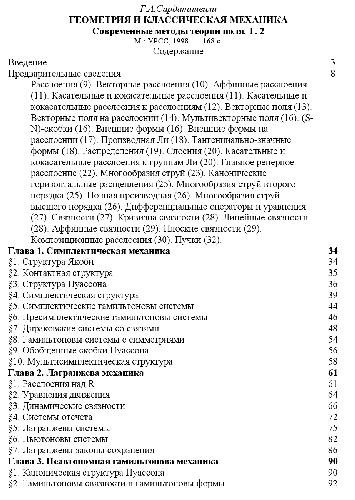 Г.А.Сарданашвили
ГЕОМЕТРИЯ И КЛАССИЧЕСКАЯ МЕХАНИКА
Современные методы теории поля. Т. 2
М.: УРСС, 1998. — 168 с.
Содержание
Введение 3
Предварительные сведения 8
Расслоения (9). Векторные расслоения (10). Аффинные расслоения
(11). Касательные и кокасательные расслоения (11). Касательные и
кокасательные расслоения к расслоениям (12). Векторные поля (13).
Векторные поля на расслоении (14). Мультивекторные поля (16). (S-
N)-скобки (16). Внешние формы (16). Внешние формы на
расслоении (17). Производная Ли (18). Тангенциально-значные
формы (18). Распределения (19). Слоения (20). Касательные и
кокасательные расслоения к группам Ли (20). Главное реперное
расслоение (22). Многообразия струй (23). Канонические
горизонтальные расщепления (25). Многообразия струй второго
порядка (25). Полная производная (26). Многообразия струй
высшего порядка (26). Дифференциальные операторы и уравнения
(27). Связности (27). Кривизна связности (28). Линейные связности
(28). Аффинные связности (29). Плоские связности (29).
Композиционные расслоения (30). Пучки (32).
Глава 1. Симплектическая механика 34
§1. Структура Якоби 34
§2. Контактная структура 35
§3. Структура Пуассона 36
§4. Симплектическая структура 39
§5. Симплектические гамильтоновы системы 44
§6. Пресимплектические гамильтоновы системы 46
§7. Дираковские системы со связями 48
§8. Гамильтоновы системы с симметриями 54
§9. Обобщенные скобки Пуассона 56
§10. Мультисимплектическая структура 58
Глава 2. Лагранжева механика 61
§1. Расслоения над R 61
§2. Уравнения движения 64
§3. Динамические связности 66
§4. Системы отсчета 72
§5. Лагранжевы системы 75
§6. Ньютоновы системы 82
§7. Лагранжевы законы сохранения 86
Глава 3. Неавтономная гамильтонова механика 90
§1. Каноническая структура Пуассона 90
§2. Гамильтоновы связности и гамильтоновы формы 92